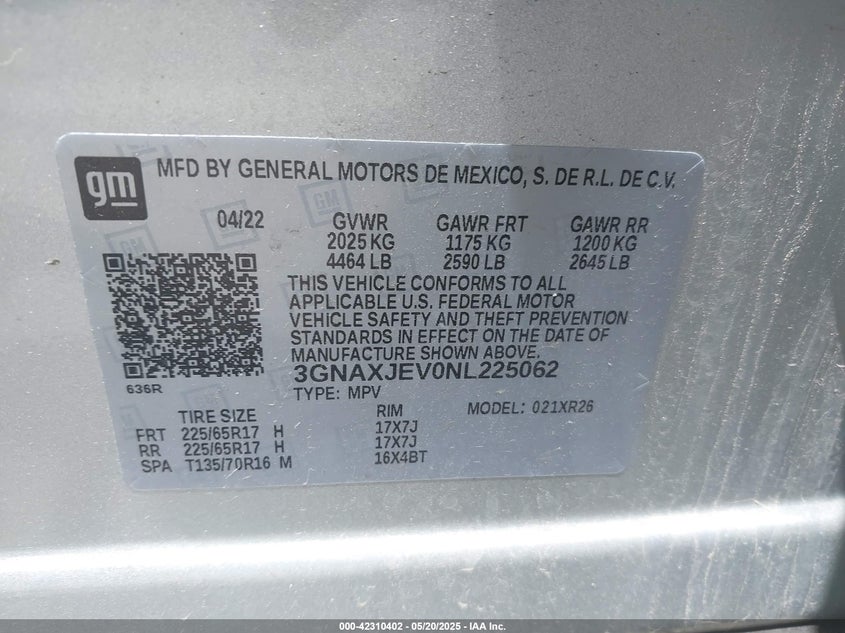 gm
MFD BY GENERAL MOTORS DE MEXICO, S. DE R.L. DE C.V.
04/22 GVWR GAWR FRT GAWR RR
2025 KG 1175 KG 1200 KG
4464 LB 2590 LB 2645 LB
THIS VEHICLE CONFORMS TO ALL
APPLICABLE U.S. FEDERAL MOTOR
VEHICLE SAFETY AND THEFT PREVENTION
STANDARDS IN EFFECT ON THE DATE OF
MANUFACTURE SHOWN ABOVE.
636R
3GNAXJEV0NL225062
TYPE: MPV
MODEL: 021XR26
TIRE SIZE RIM
FRT 225/65R17 H 17X7J
RR 225/65R17 H 17X7J
SPA T135/70R16 M 16X4BT
000-42310402 - 05/20/2025 - IAA Inc.